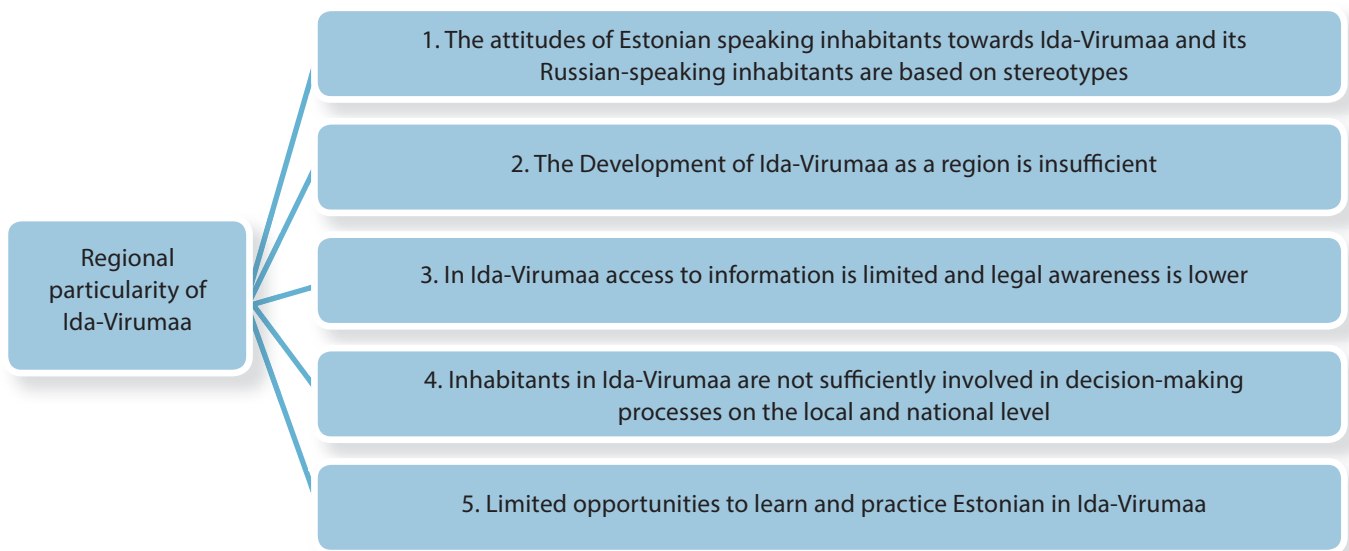 Regional
particularity of
Ida-Virumaa
1. The attitudes of Estonian speaking inhabitants towards Ida-Virumaa and its
Russian-speaking inhabitants are based on stereotypes
2. The Development of Ida-Virumaa as a region is insufficient
3. In Ida-Virumaa access to information is limited and legal awareness is lower
4. Inhabitants in Ida-Virumaa are not sufficiently involved in decision-making
processes on the local and national level
5. Limited opportunities to learn and practice Estonian in Ida-Virumaa